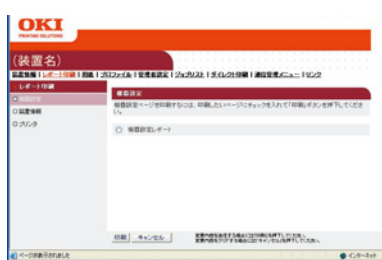 OKI
PRINTING SOLUTIONS
(装置名)
装置情報 | レポート印刷 | 用紙 | プロファイル | 管理者設定 | ジョブリスト | ダイレクト印刷 | 通信管理メニュー | リンク
レポート印刷
機器設定
装置情報
プリンタ
機器設定
機器設定ページを印刷するには、印刷したいページにチェックを入れて「印刷」ボタンを押下してくださ
い。
機器設定レポート
印刷 キャンセル
ページが表示されました
イントラネット